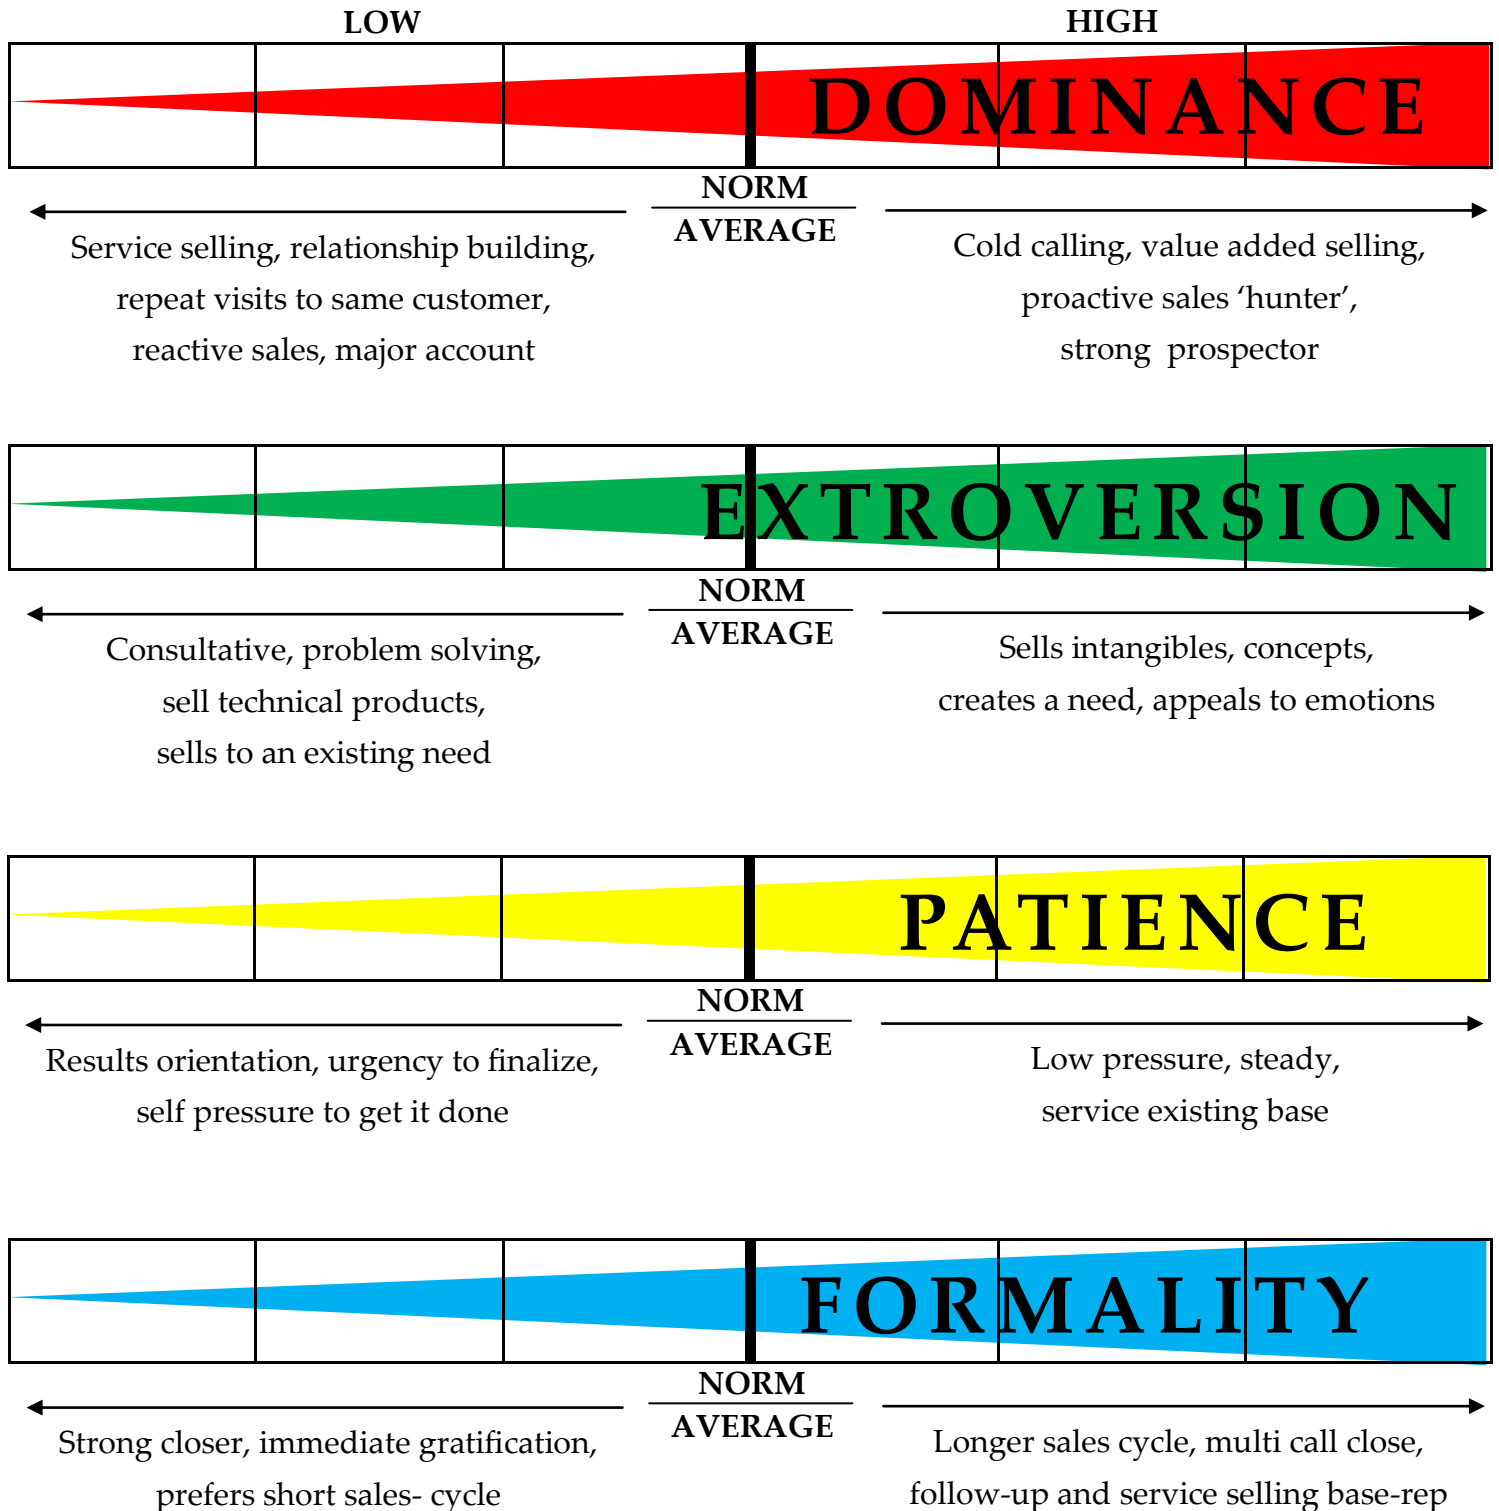 LOW HIGH
DOMINANCE
NORM
AVERAGE
Service selling, relationship building,
repeat visits to same customer,
reactive sales, major account
Cold calling, value added selling,
proactive sales ‘hunter’,
strong prospector
EXTROVERSION
NORM
AVERAGE
Consultative, problem solving,
sell technical products,
sells to an existing need
Sells intangibles, concepts,
creates a need, appeals to emotions
PATIENCE
NORM
AVERAGE
Results orientation, urgency to finalize,
self pressure to get it done
Low pressure, steady,
service existing base
FORMALITY
NORM
AVERAGE
Strong closer, immediate gratification,
prefers short sales- cycle
Longer sales cycle, multi call close,
follow-up and service selling base-rep